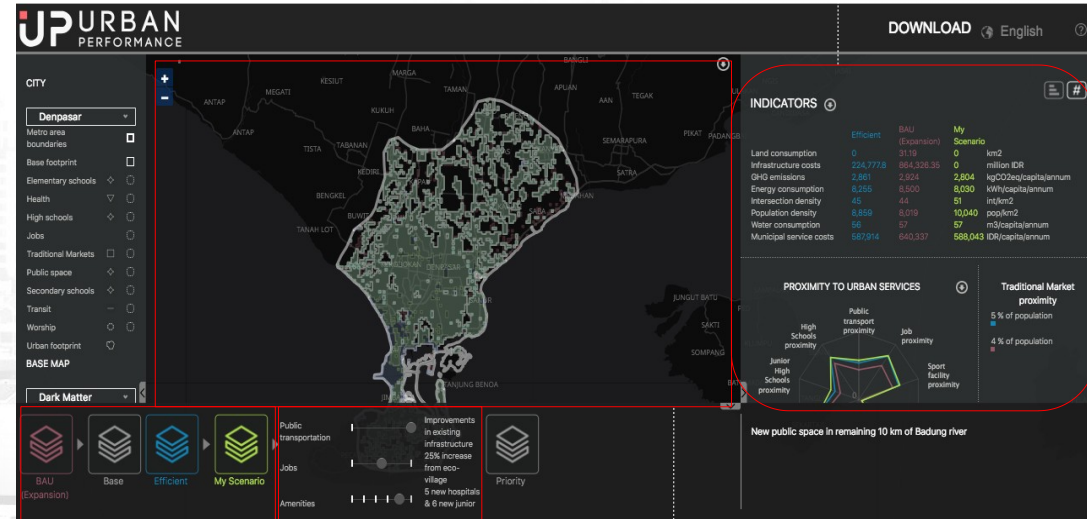 UP URBAN
PERFORMANCE
DOWNLOAD English ?
CITY
Denpasar
Metro area
boundaries
Base footprint
Elementary schools
Health
High schools
Jobs
Traditional Markets
Public space
Secondary schools
Transit
Worship
Urban footprint
BASE MAP
Dark Matter
+
-
BANGLI
MARGA
KESIUT
TAMAN
APUAN
MEGATI
AAN
TEGAK
ANTAP
KUKUH
ANTAP
BAHA
SEMARAPURA
PIKAT
PADANGB
TABANAN
TISTA
KEDIRI
SATRA
BENGKEL
BUWIT
SABA
TANAH LOT
DENPASAR
JUNGUT BATU
SAKTI
SOMPANG
TANJUNG BENOA
INDICATORS
#
Efficient BAU (Expansion) My Scenario
Land consumption 0 31.19 0 km2
Infrastructure costs 224,777.8 864,326.35 0 million IDR
GHG emissions 2,861 2,924 2,804 kgCO2eq/capita/annum
Energy consumption 8,255 8,500 8,030 kWh/capita/annum
Intersection density 45 44 51 int/km2
Population density 8,859 8,019 10,040 pop/km2
Water consumption 56 57 57 m3/capita/annum
Municipal service costs 587,914 640,337 588,043 IDR/capita/annum
PROXIMITY TO URBAN SERVICES
Public
transport
proximity
High
Schools
proximity
Job
proximity
Junior
High
Schools
proximity
Sport
facility
proximity
Traditional Market
proximity
5 % of population
4 % of population
BAU
(Expansion)
Base
Efficient
My Scenario
Public
transportation
Improvements
in existing
infrastructure
Jobs
25% increase
from eco-
village
Amenities
5 new hospitals
& 6 new junior
Priority
New public space in remaining 10 km of Badung river